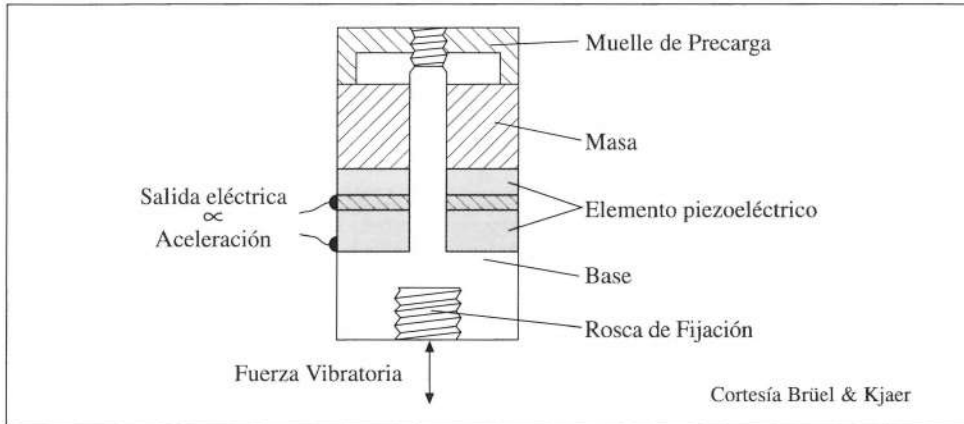 Muelle de Precarga
Masa
Salida eléctrica
∝
Aceleración
Elemento piezoeléctrico
Base
Rosca de Fijación
Fuerza Vibratoria
Cortesía Brüel & Kjaer